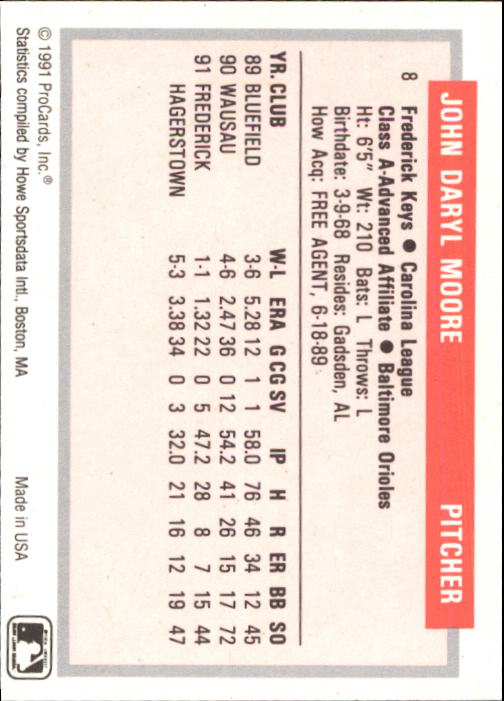 JOHN DARYL MOORE PITCHER
8 Frederick Keys ● Carolina League
Class A-Advanced Affiliate ● Baltimore Orioles
Ht: 6'5" Wt: 210 Bats: L Throws: L
Birthdate: 3-9-68 Resides: Gadsden, AL
How Acq: FREE AGENT, 6-18-89
YR. CLUB W-L ERA G CG SV IP H R ER BB SO
89 BLUEFIELD 3-6 5.28 12 1 1 58.0 76 46 34 12 45
90 WAUSAU 4-6 2.47 36 0 12 54.2 41 26 15 17 72
91 FREDERICK 1-1 1.32 22 0 5 47.2 28 8 7 15 44
HAGERSTOWN 5-3 3.38 34 0 3 32.0 21 16 12 19 47
© 1991 ProCards, Inc.® Made in USA
Statistics compiled by Howe Sportsdata Intl., Boston, MA